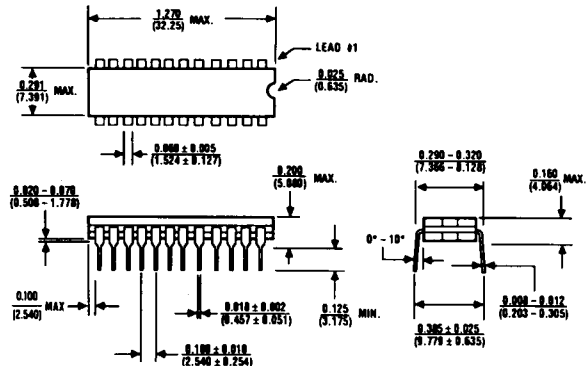 1.270
(32.25) MAX.
LEAD #1
0.291
(7.391) MAX.
0.025
(0.635) RAD.
0.060 ± 0.005
(1.524 ± 0.127)
0.290 – 0.320
(7.366 – 8.128)
0.200
(5.080) MAX.
0.160
(4.064) MAX.
0.020 – 0.070
(0.508 – 1.778)
0° – 10°
0.100
(2.540) MAX
0.018 ± 0.002
(0.457 ± 0.051)
0.125
(3.175) MIN.
0.008 – 0.012
(0.203 – 0.305)
0.100 ± 0.010
(2.540 ± 0.254)
0.385 ± 0.025
(9.779 ± 0.635)